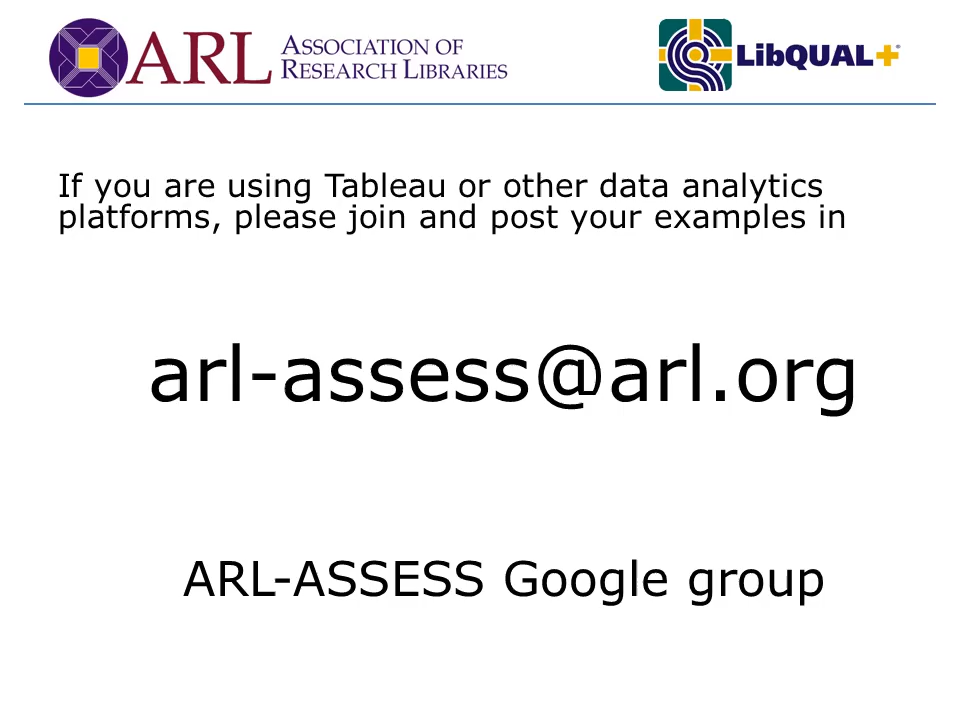 ARL ASSOCIATION OF
RESEARCH LIBRARIES
LibQUAL+®
If you are using Tableau or other data analytics
platforms, please join and post your examples in
arl-assess@arl.org
ARL-ASSESS Google group